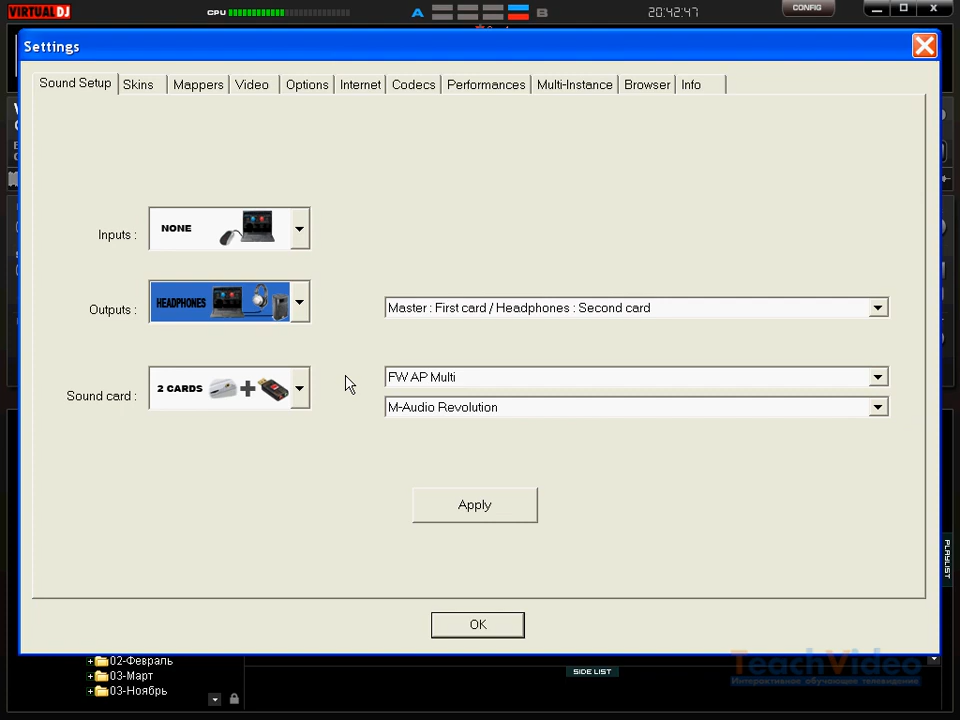 VIRTUAL DJ
CPU
A
B
20:42:47
CONFIG
Settings
Sound Setup
Skins
Mappers
Video
Options
Internet
Codecs
Performances
Multi-Instance
Browser
Info
Inputs :
NONE
Outputs :
HEADPHONES
Master : First card / Headphones : Second card
Sound card :
2 CARDS
FW AP Multi
M-Audio Revolution
Apply
OK
PLAYLIST
02-Февраль
03-Март
03-Ноябрь
SIDE LIST
TeachVideo
Интерактивное обучающее телевидение